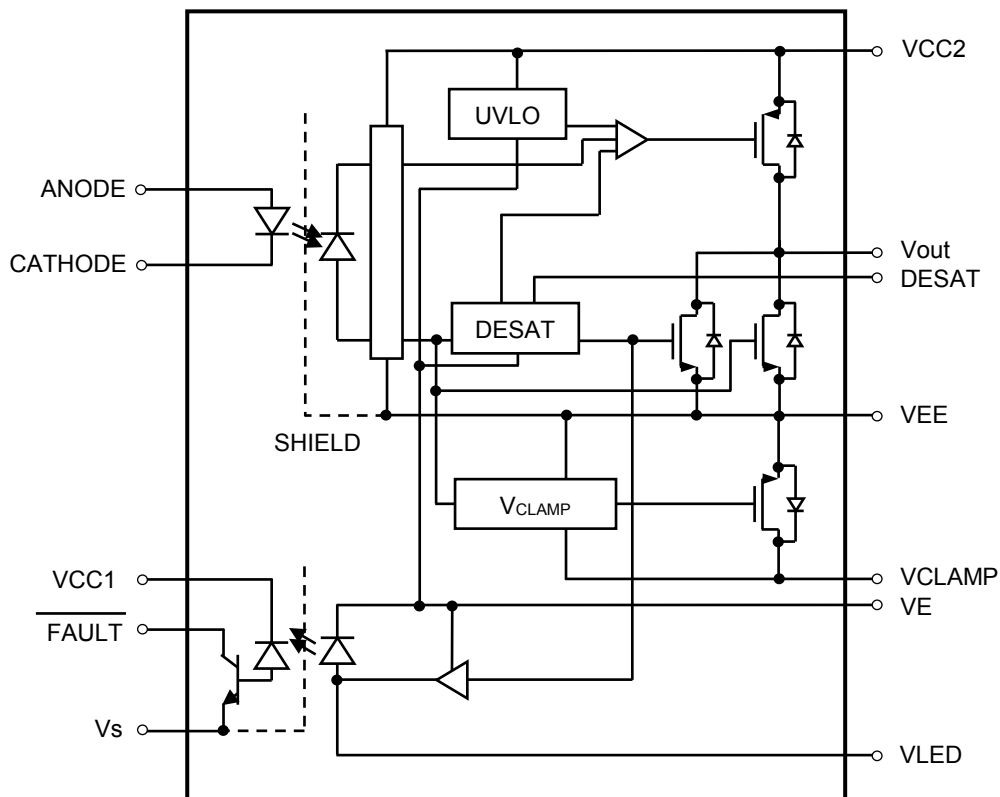 VCC2
UVLO
ANODE
Vout
CATHODE
DESAT
DESAT
VEE
SHIELD
VCLAMP
VCC1
VCLAMP
VE
FAULT
Vs
VLED